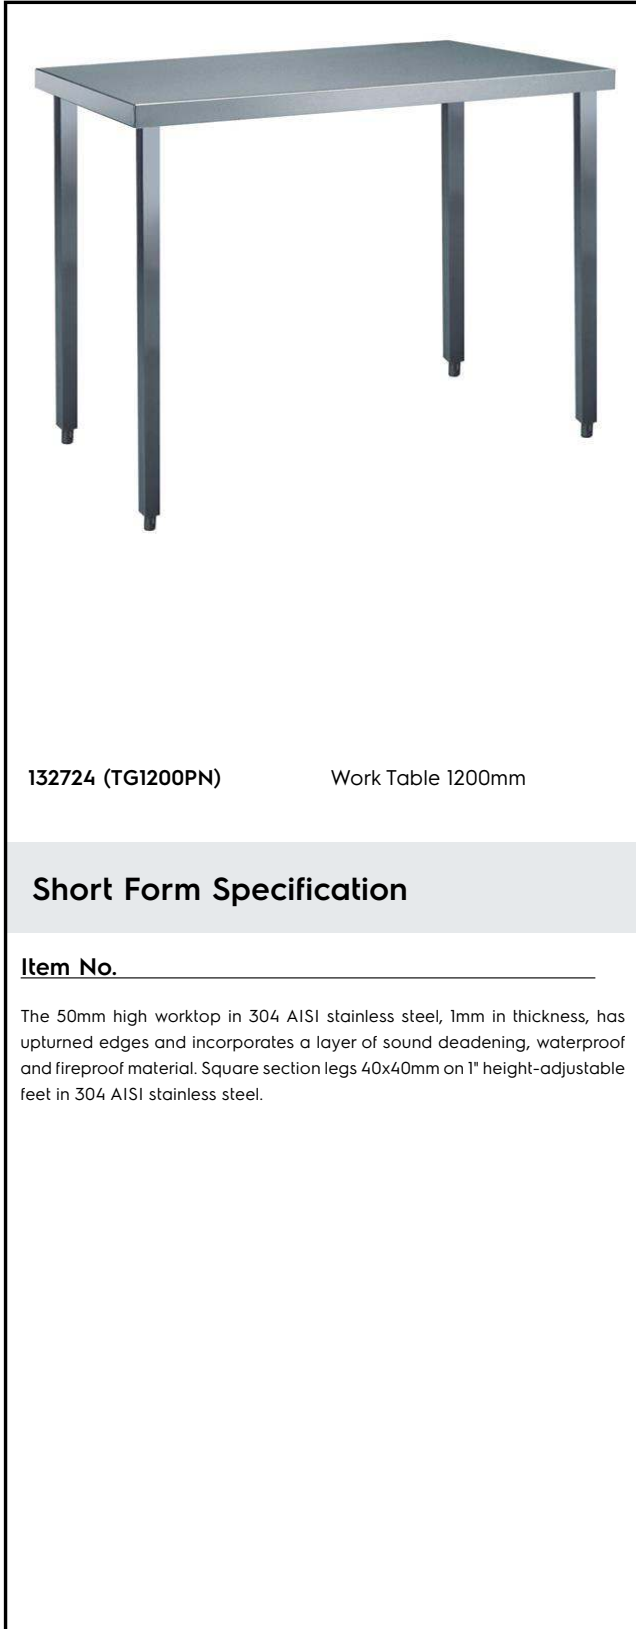 132724 (TG1200PN) Work Table 1200mm
Short Form Specification
Item No.
The 50mm high worktop in 304 AISI stainless steel, 1mm in thickness, has
upturned edges and incorporates a layer of sound deadening, waterproof
and fireproof material. Square section legs 40x40mm on 1" height-adjustable
feet in 304 AISI stainless steel.